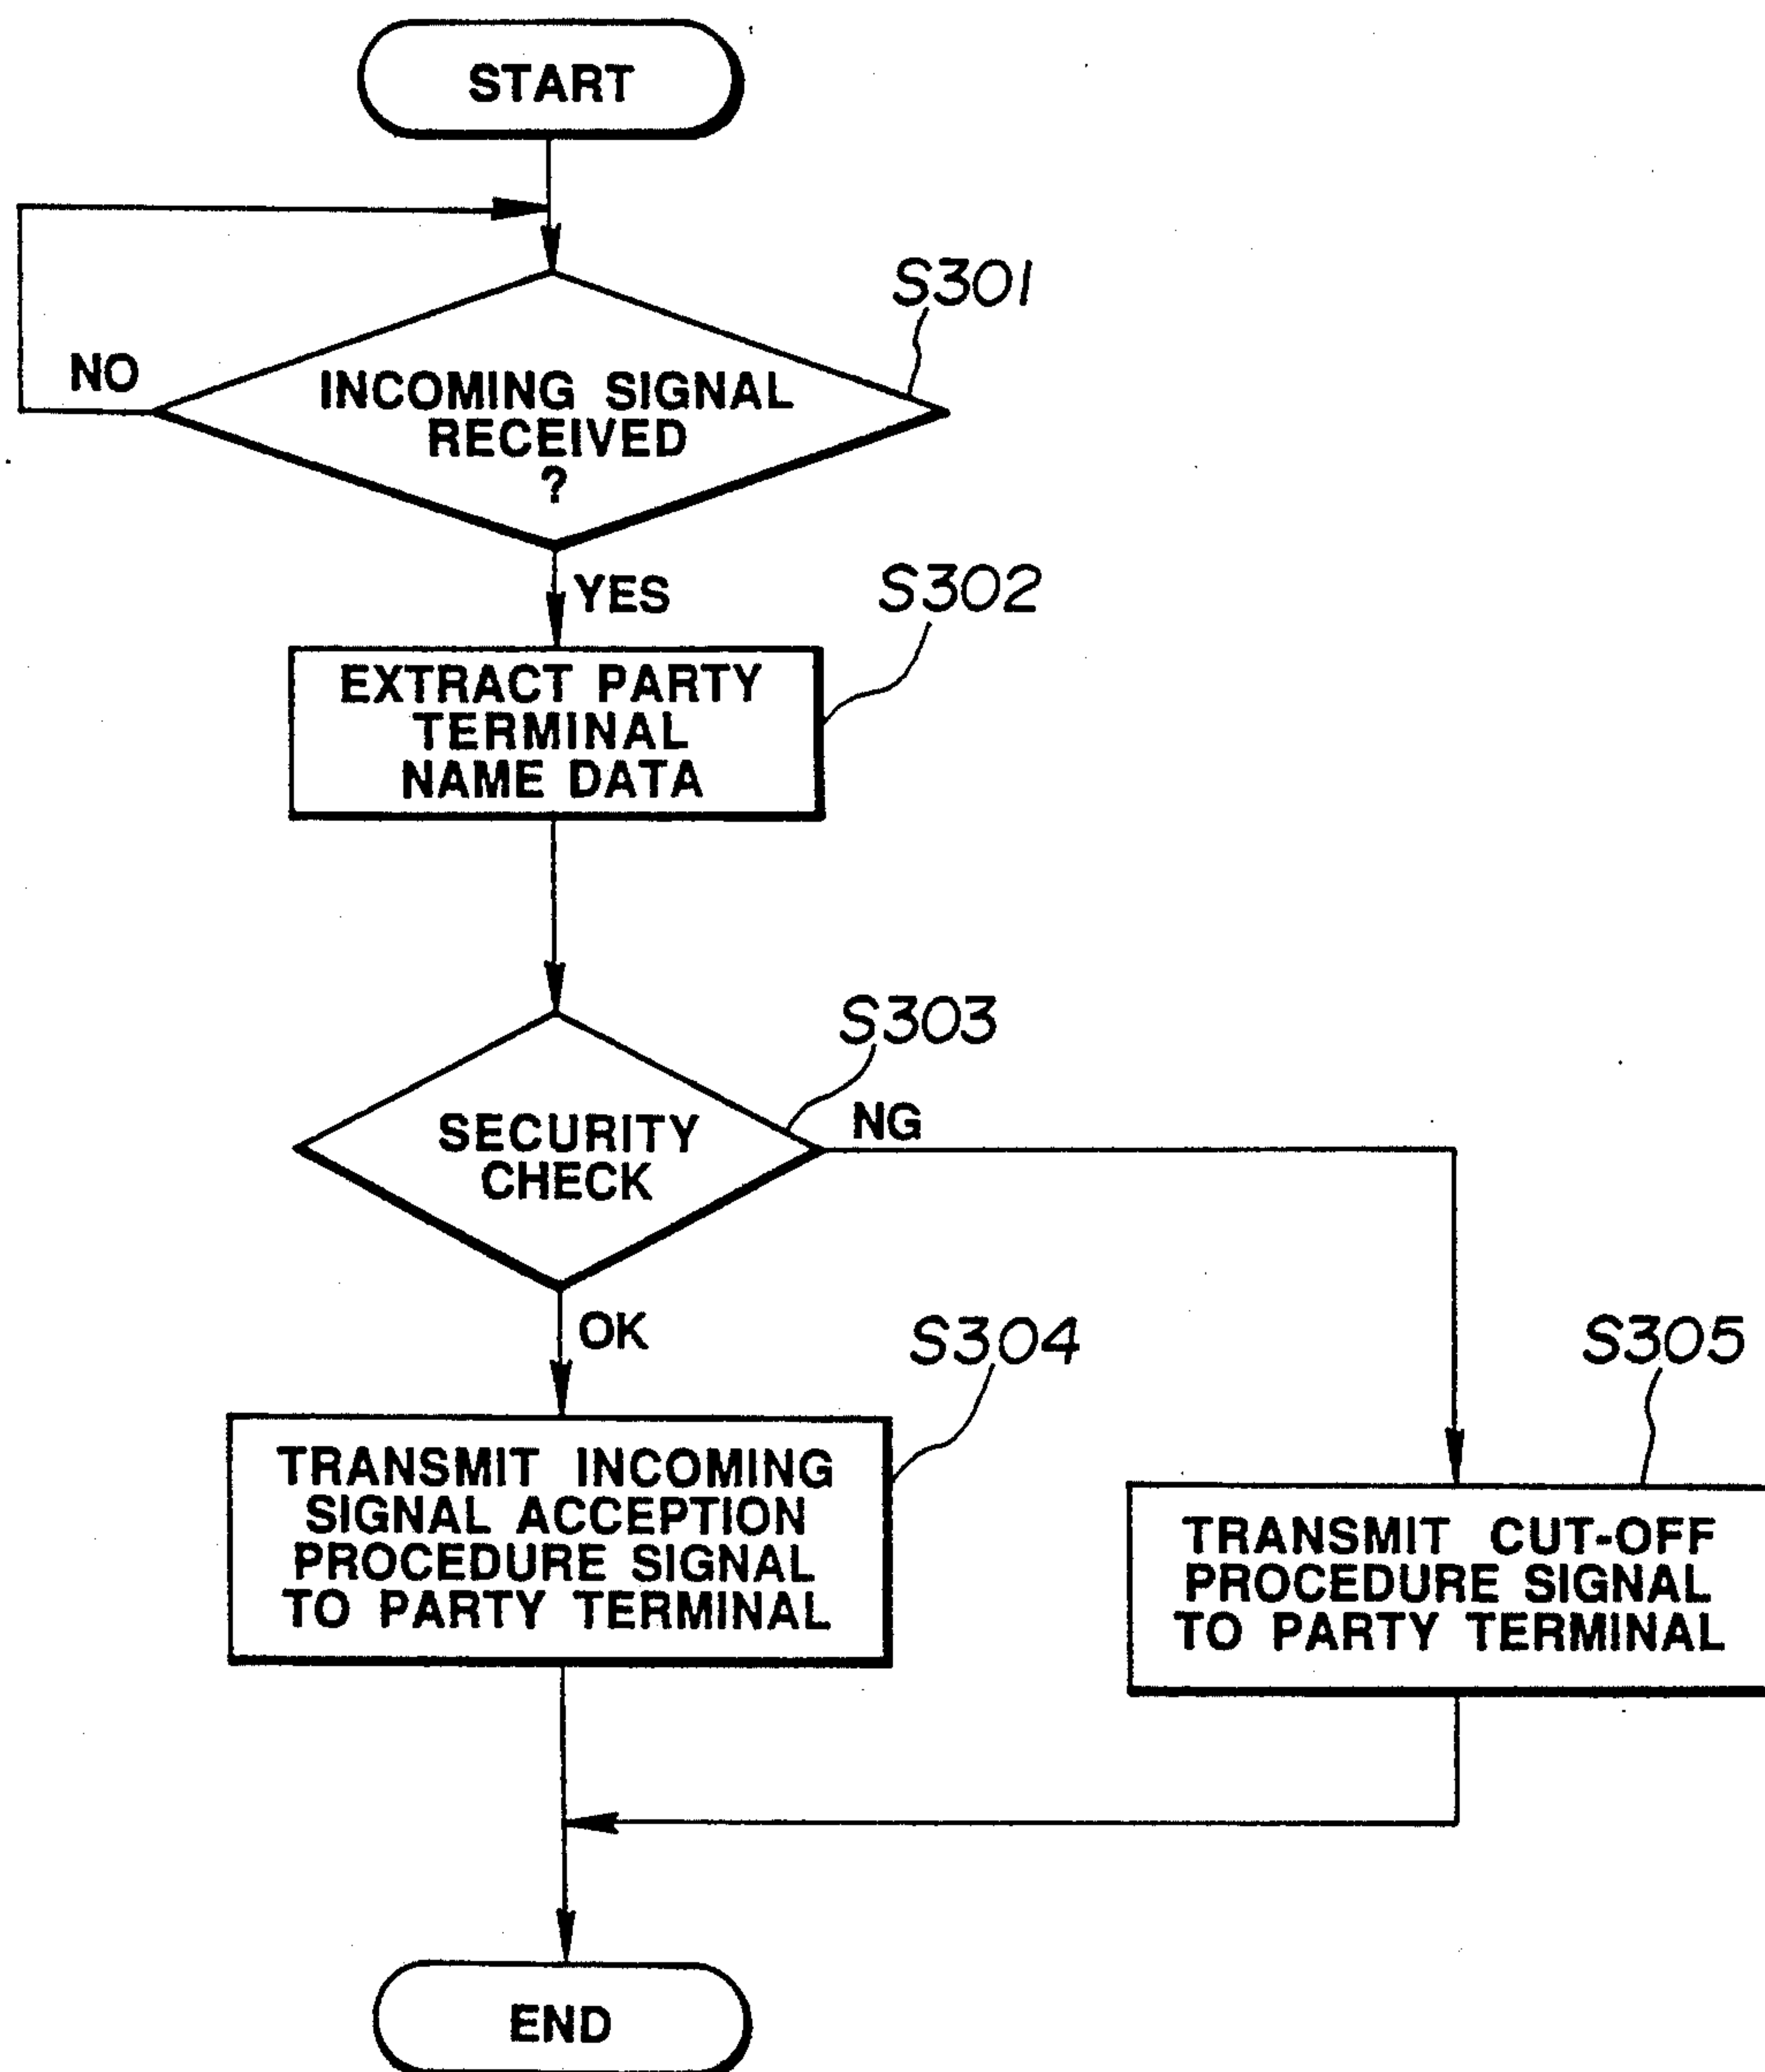 START
S301
NO
INCOMING SIGNAL
RECEIVED
?
YES
S302
EXTRACT PARTY
TERMINAL
NAME DATA
S303
SECURITY
CHECK
NG
OK
S304
TRANSMIT INCOMING
SIGNAL ACCEPTION
PROCEDURE SIGNAL
TO PARTY TERMINAL
S305
TRANSMIT CUT-OFF
PROCEDURE SIGNAL
TO PARTY TERMINAL
END